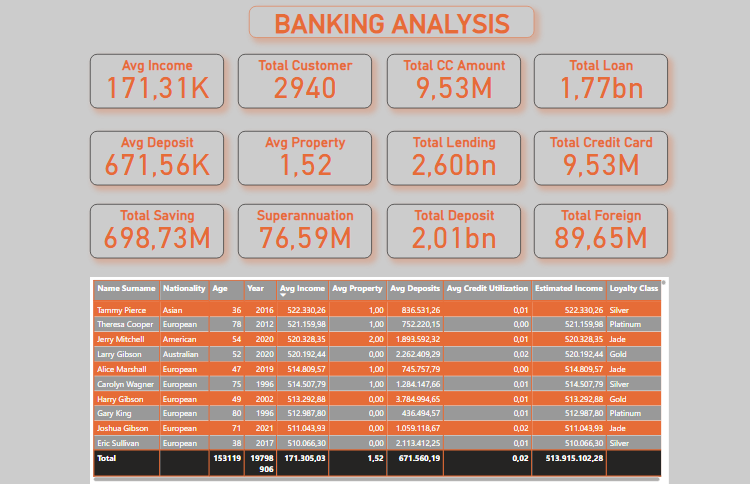 BANKING ANALYSIS
Avg Income Total Customer Total CC Amount Total Loan
171,31K 2940 9,53M 1,77bn
Avg Deposit Avg Property Total Lending Total Credit Card
671,56K 1,52 2,60bn 9,53M
Total Saving Superannuation Total Deposit Total Foreign
698,73M 76,59M 2,01bn 89,65M
Name Surname Nationality Age Year Avg Income Avg Property Avg Deposits Avg Credit Utilization Estimated Income Loyalty Class
Tammy Pierce Asian 36 2016 522.330,26 1,00 836.531,26 0,01 522.330,26 Silver
Theresa Cooper European 78 2012 521.159,98 1,00 752.220,15 0,00 521.159,98 Platinum
Jerry Mitchell American 54 2020 520.328,35 2,00 1.893.592,32 0,01 520.328,35 Jade
Larry Gibson Australian 52 2020 520.192,44 0,00 2.262.409,29 0,02 520.192,44 Gold
Alice Marshall European 47 2019 514.809,57 1,00 745.757,79 0,00 514.809,57 Jade
Carolyn Wagner European 75 1996 514.507,79 1,00 1.284.147,66 0,01 514.507,79 Silver
Harry Gibson European 49 2002 513.292,88 0,00 3.784.994,65 0,01 513.292,88 Gold
Gary King European 80 1996 512.987,80 0,00 436.494,57 0,01 512.987,80 Platinum
Joshua Gibson European 71 2021 511.043,93 0,00 1.059.118,67 0,02 511.043,93 Jade
Eric Sullivan European 38 2017 510.066,30 0,00 2.113.412,25 0,01 510.066,30 Silver
Total 153119 19798 171.305,03 1,52 671.560,19 0,02 513.915.102,28
906